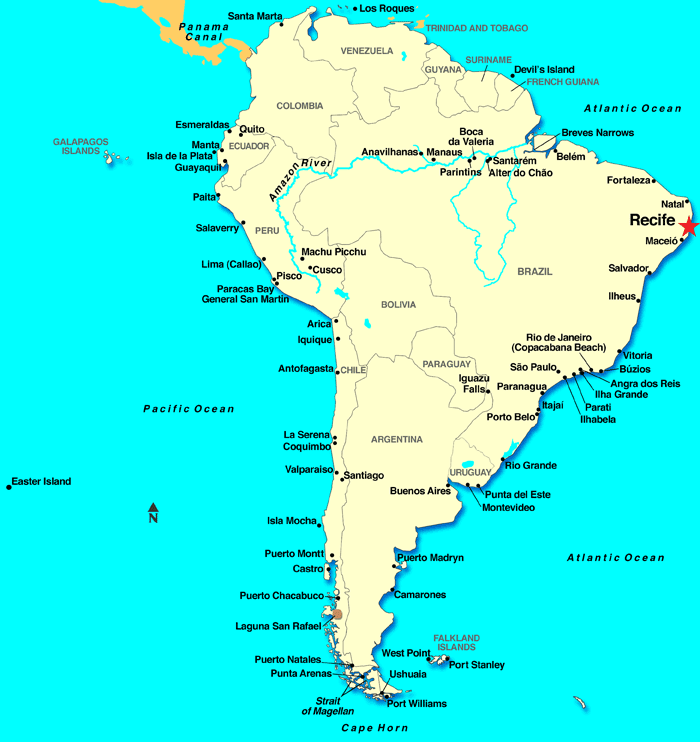 Los Roques
Santa Marta
Panama
Canal
TRINIDAD AND TOBAGO
VENEZUELA
SURINAME
GUYANA
Devil's Island
FRENCH GUIANA
COLOMBIA
Atlantic Ocean
Esmeraldas
Quito
Boca
da Valeria
Breves Narrows
GALAPAGOS
ISLANDS
Manta
ECUADOR
Isla de la Plata
Guayaquil
Anavilhanas
Manaus
Santarém
Belém
Parintins
Alter do Chão
Amazon River
Fortaleza
Paita
Natal
Recife
Salaverry
PERU
Maceió
Machu Picchu
Lima (Callao)
Cusco
Salvador
Pisco
BRAZIL
Paracas Bay
General San Martín
Ilheus
BOLIVIA
Arica
Iquique
Rio de Janeiro
(Copacabana Beach)
Vitoria
Antofagasta
CHILE
PARAGUAY
São Paulo
Búzios
Iguazu
Falls
Paranagua
Angra dos Reis
Ilha Grande
Parati
Ilhabela
Pacific Ocean
Itajaí
Porto Belo
La Serena
Coquimbo
ARGENTINA
Rio Grande
Valparaiso
Santiago
URUGUAY
Easter Island
Buenos Aires
Punta del Este
Montevideo
N
Isla Mocha
Puerto Montt
Puerto Madryn
Atlantic Ocean
Castro
Puerto Chacabuco
Camarones
Laguna San Rafael
FALKLAND
ISLANDS
West Point
Port Stanley
Puerto Natales
Punta Arenas
Ushuaia
Strait
of Magellan
Port Williams
Cape Horn